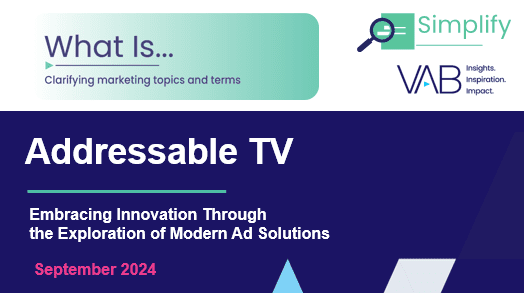 What Is...
Clarifying marketing topics and terms
Simplify
VAB
Insights.
Inspiration.
Impact.
Addressable TV
Embracing Innovation Through
the Exploration of Modern Ad Solutions
September 2024